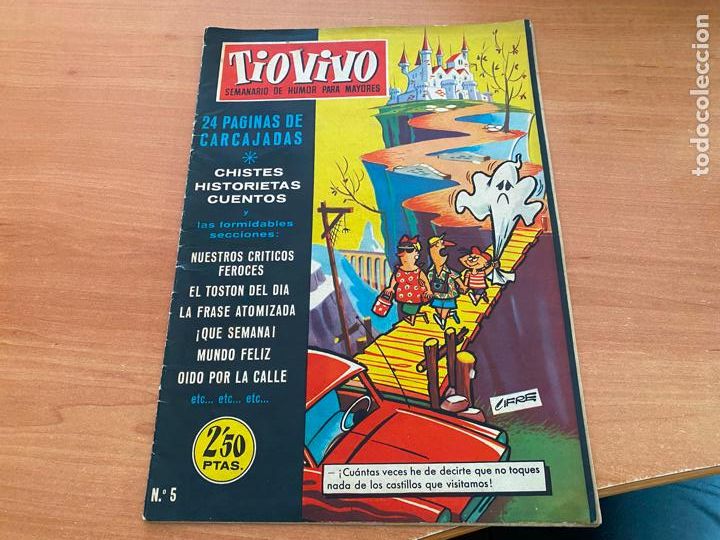 TIOVIVO
SEMANARIO DE HUMOR PARA MAYORES
24 PAGINAS DE
CARCAJADAS
*
CHISTES
HISTORIETAS
CUENTOS
y
las formidables
secciones:
NUESTROS CRITICOS
FEROCES
EL TOSTON DEL DIA
LA FRASE ATOMIZADA
¡QUE SEMANA!
MUNDO FELIZ
OIDO POR LA CALLE
etc... etc... etc...
2'50
PTAS.
N.º 5
CIFRÉ
— ¡Cuántas veces he de decirte que no toques
nada de los castillos que visitamos!
todocoleccion